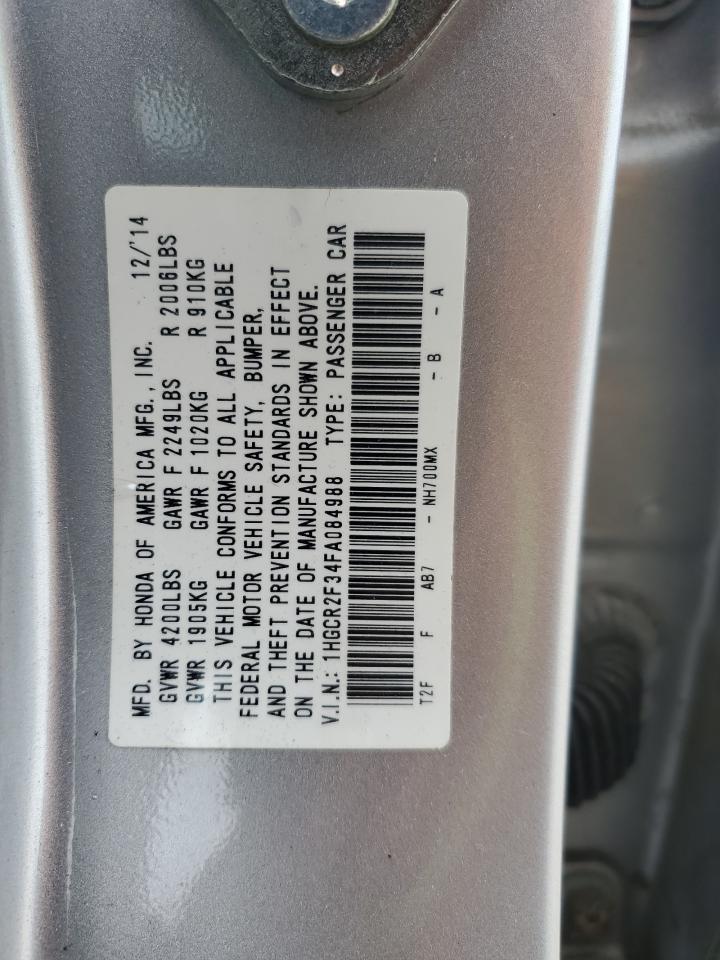 MFD. BY HONDA OF AMERICA MFG., INC. 12/'14
GVWR 4200LBS GAWR F 2249LBS R 2006LBS
GVWR 1905KG GAWR F 1020KG R 910KG
THIS VEHICLE CONFORMS TO ALL APPLICABLE
FEDERAL MOTOR VEHICLE SAFETY, BUMPER,
AND THEFT PREVENTION STANDARDS IN EFFECT
ON THE DATE OF MANUFACTURE SHOWN ABOVE.
V.I.N.: 1HGCR2F34FA084988 TYPE: PASSENGER CAR
T2F F AB7 - NH700MX - B - A